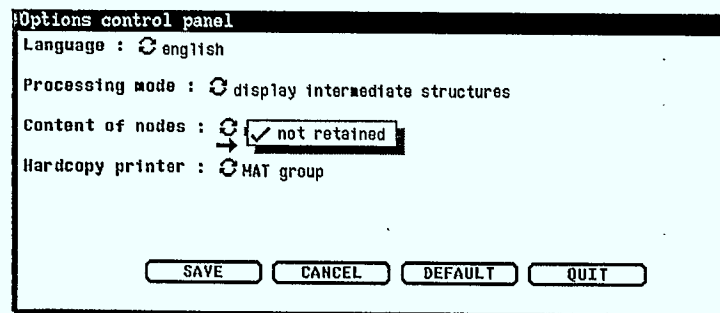 Options control panel
Language : english
Processing mode : display intermediate structures
Content of nodes : not retained
Hardcopy printer : MAT group
SAVE CANCEL DEFAULT QUIT